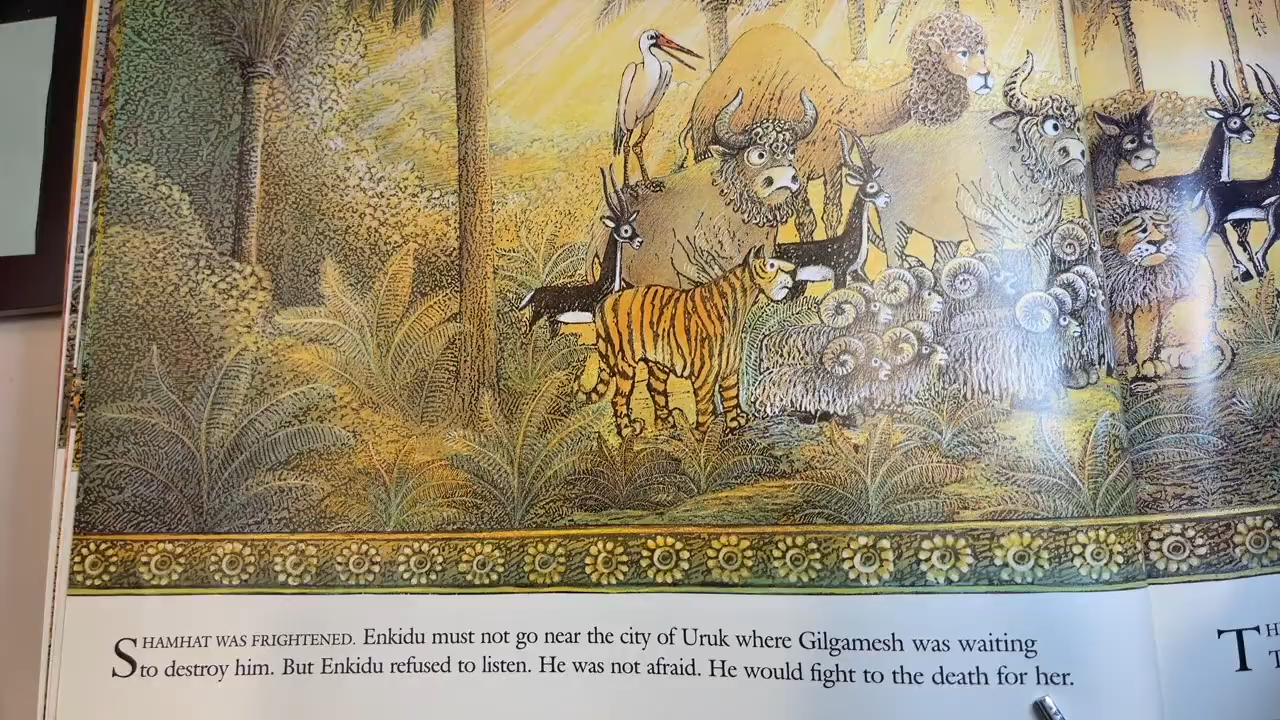 SHAMHAT WAS FRIGHTENED. Enkidu must not go near the city of Uruk where Gilgamesh was waiting
to destroy him. But Enkidu refused to listen. He was not afraid. He would fight to the death for her.